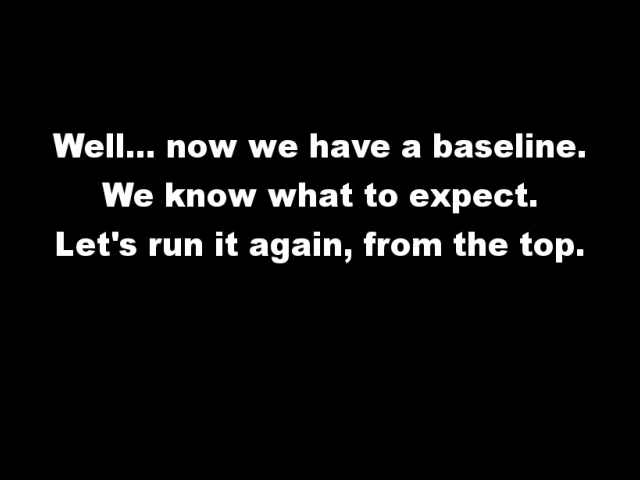 Well... now we have a baseline.
We know what to expect.
Let's run it again, from the top.